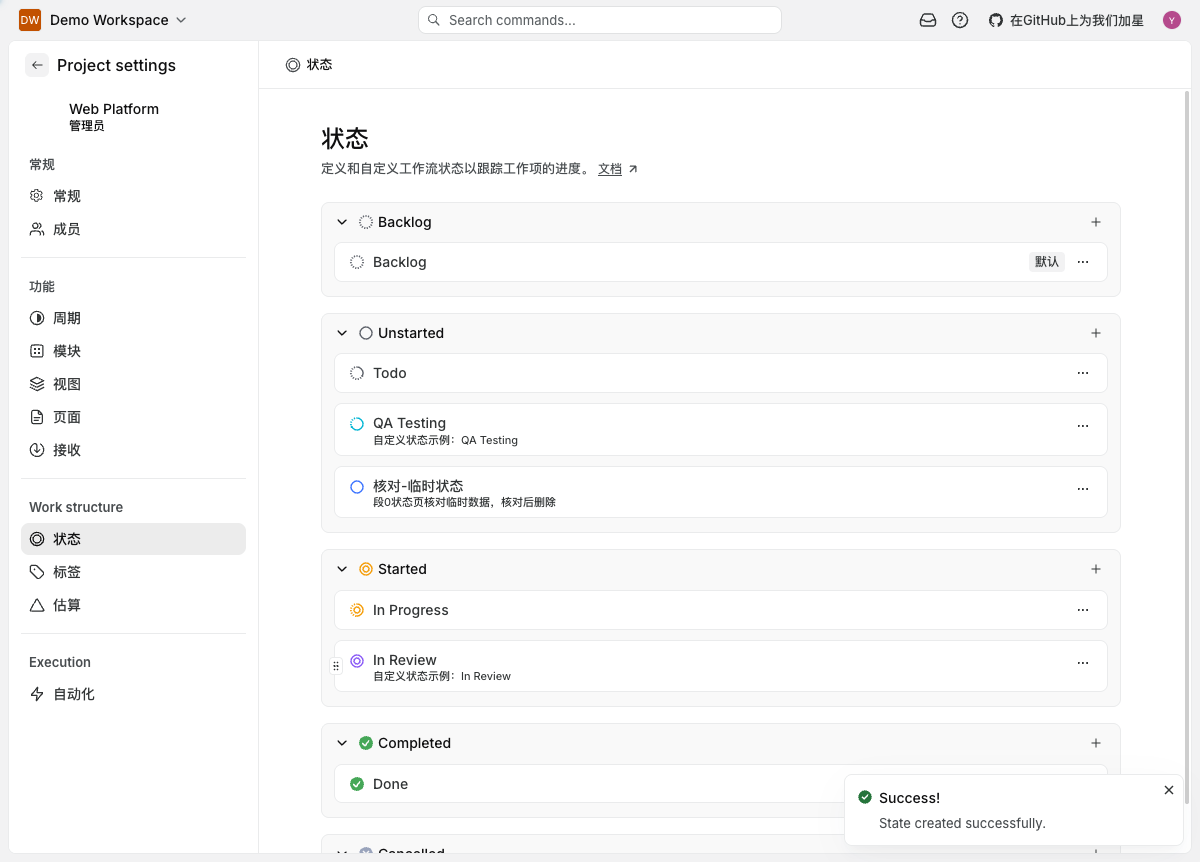 DW Demo Workspace
Search commands...
在GitHub上为我们加星
Y
Project settings
Web Platform
管理员
常规
常规
成员
功能
周期
模块
视图
页面
接收
Work structure
状态
标签
估算
Execution
自动化
状态
状态
定义和自定义工作流状态以跟踪工作项的进度。 文档
Backlog
Backlog
默认
Unstarted
Todo
QA Testing
自定义状态示例：QA Testing
核对-临时状态
段0状态页核对临时数据，核对后删除
Started
In Progress
In Review
自定义状态示例：In Review
Completed
Done
Cancelled
Success!
State created successfully.